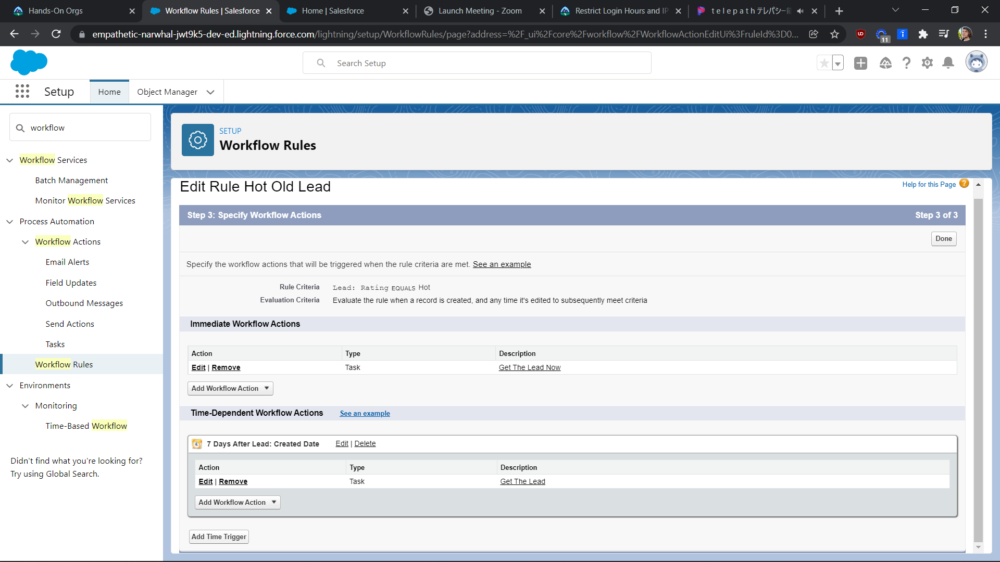 Hands-On Orgs
Workflow Rules | Salesforce
Home | Salesforce
Launch Meeting - Zoom
Restrict Login Hours and IP
t e l e p a t h テレパシー能
empathetic-narwhal-jwt9k5-dev-ed.lightning.force.com/lightning/setup/WorkflowRules/page?address=%2F_ui%2Fcore%2Fworkflow%2FWorkflowActionEditUi%3FruleId%3D0...
11
Search Setup
Setup
Home
Object Manager
workflow
Workflow Services
Batch Management
Monitor Workflow Services
Process Automation
Workflow Actions
Email Alerts
Field Updates
Outbound Messages
Send Actions
Tasks
Workflow Rules
Environments
Monitoring
Time-Based Workflow
Didn't find what you're looking for?
Try using Global Search.
SETUP
Workflow Rules
Edit Rule Hot Old Lead
Help for this Page ?
Step 3: Specify Workflow Actions
Step 3 of 3
Done
Specify the workflow actions that will be triggered when the rule criteria are met. See an example
Rule Criteria Lead: Rating EQUALS Hot
Evaluation Criteria Evaluate the rule when a record is created, and any time it's edited to subsequently meet criteria
Immediate Workflow Actions
Action Type Description
Edit | Remove Task Get The Lead Now
Add Workflow Action
Time-Dependent Workflow Actions See an example
7 Days After Lead: Created Date Edit | Delete
Action Type Description
Edit | Remove Task Get The Lead
Add Workflow Action
Add Time Trigger